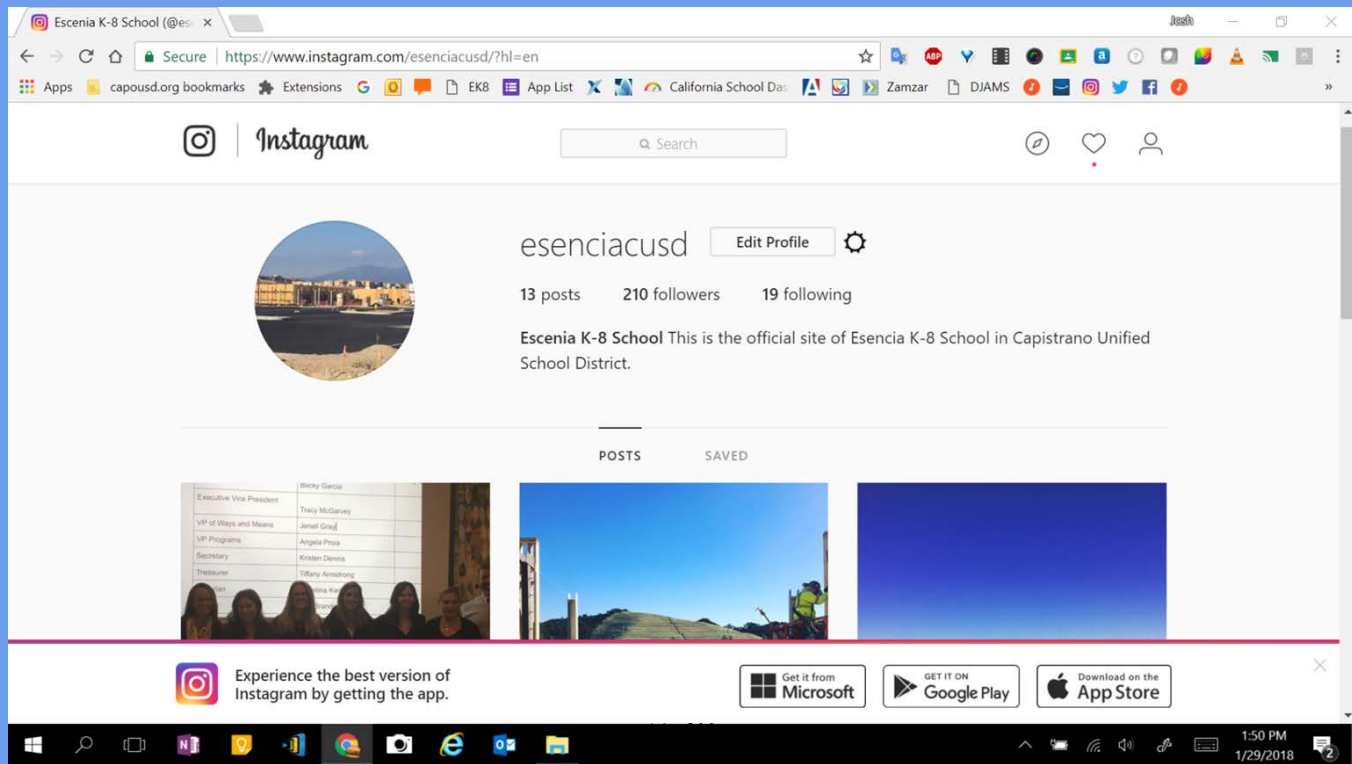 Escenia K-8 School (@es
Josh
Secure | https://www.instagram.com/esenciacusd/?hl=en
Apps capousd.org bookmarks Extensions EK8 App List California School Das Zamzar DJAMS »
Instagram
Search
esenciacusd Edit Profile
13 posts 210 followers 19 following
Escenia K-8 School This is the official site of Esencia K-8 School in Capistrano Unified
School District.
POSTS SAVED
Becky Garcia
Executive Vice President
Tracy McGarvey
VP of Ways and Means Jenell Gray
VP Programs Angela Prois
Secretary Kristen Dennis
Treasurer Tiffany Armstrong
Experience the best version of
Instagram by getting the app.
Get it from
Microsoft
GET IT ON
Google Play
Download on the
App Store
1:50 PM
1/29/2018
2